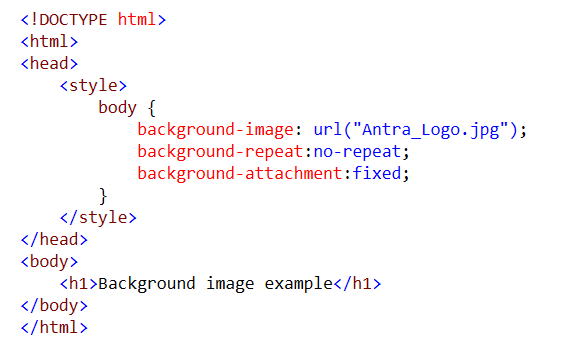 <!DOCTYPE html>
<html>
<head>
    <style>
        body {
            background-image: url("Antra_Logo.jpg");
            background-repeat:no-repeat;
            background-attachment:fixed;
        }
    </style>
</head>
<body>
    <h1>Background image example</h1>
</body>
</html>